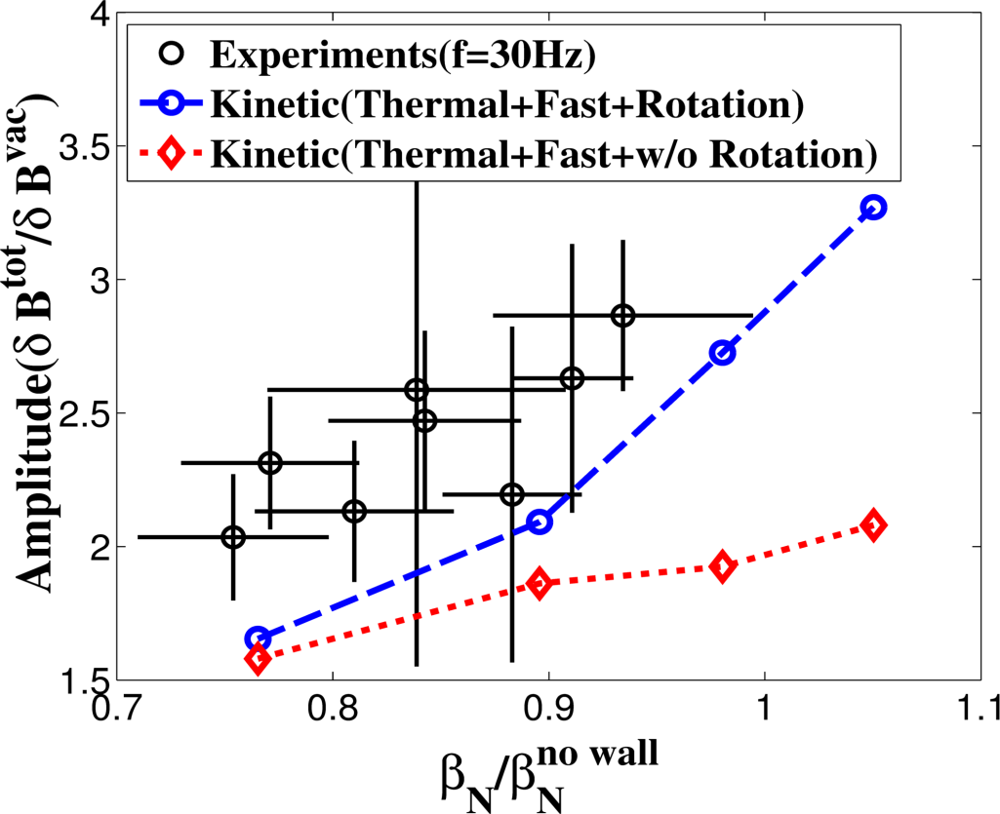 Experiments(f=30Hz)
Kinetic(Thermal+Fast+Rotation)
Kinetic(Thermal+Fast+w/o Rotation)
Amplitude(δ B^tot/δ B^vac)
4
3.5
3
2.5
2
1.5
0.7 0.8 0.9 1 1.1
β_N/β_N^no wall